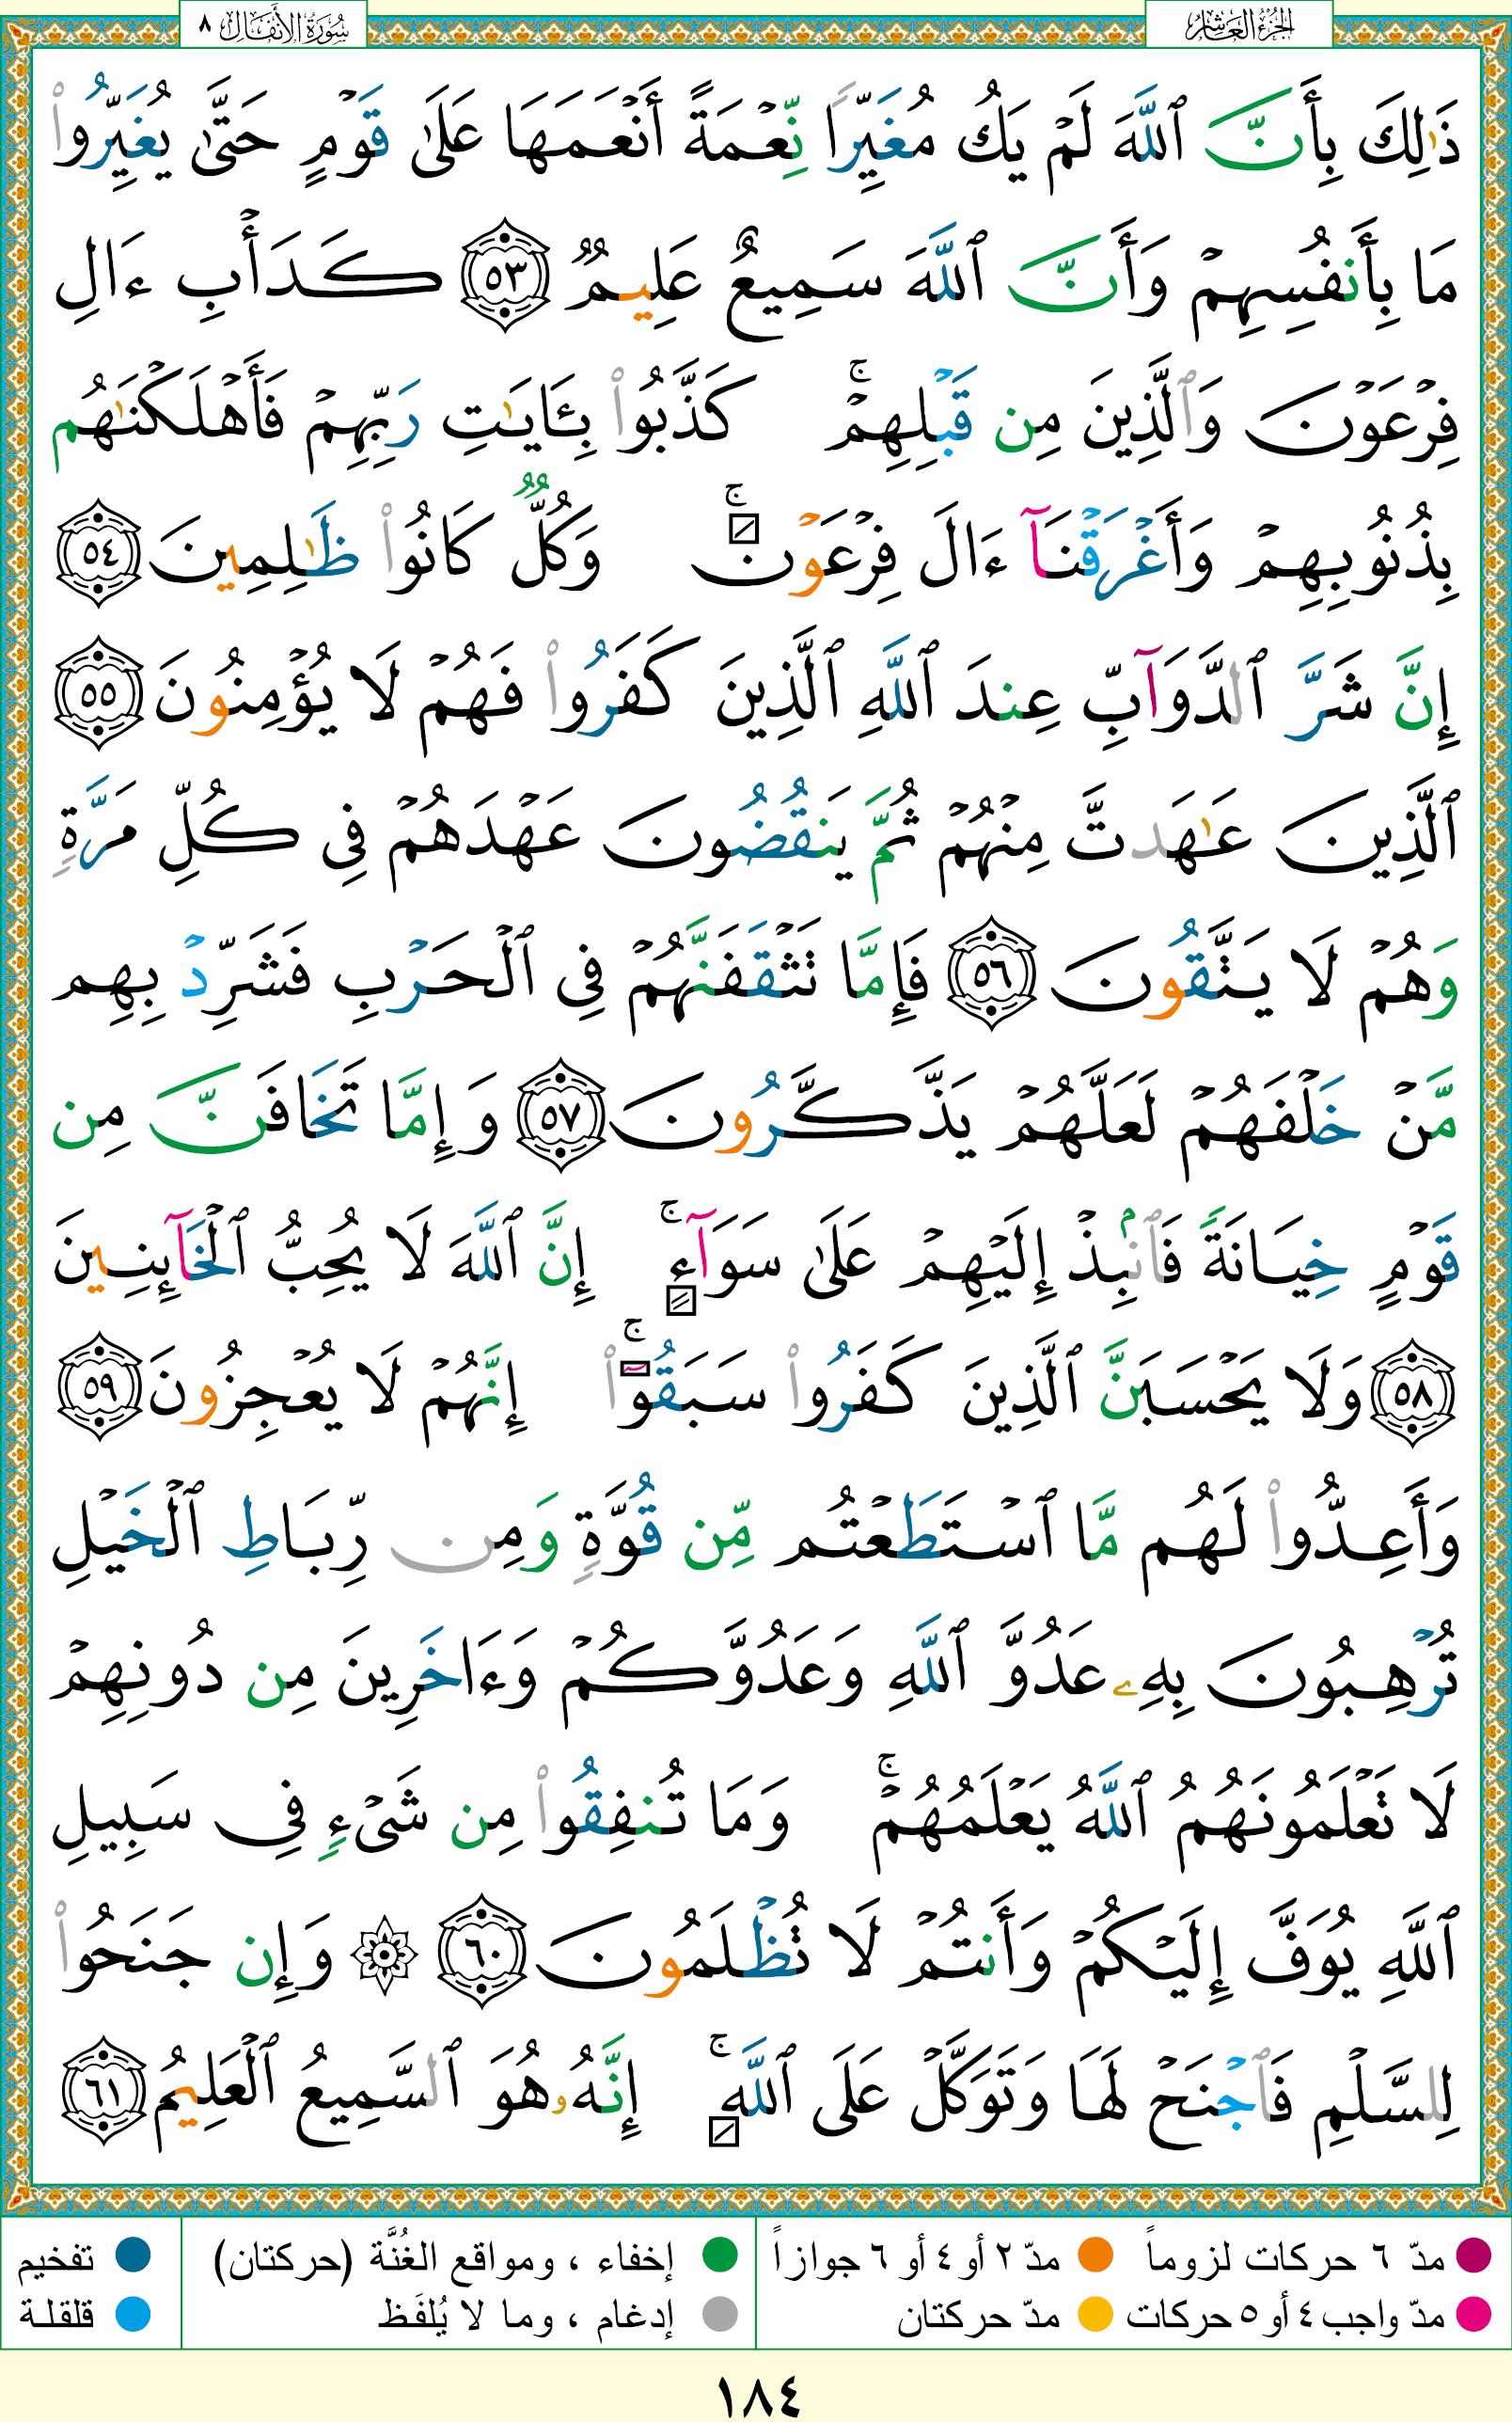 الجزء العاشر
سورة الأنفال ٨
ذَٰلِكَ بِأَنَّ ٱللَّهَ لَمۡ يَكُ مُغَيِّرٗا نِّعۡمَةً أَنۡعَمَهَا عَلَىٰ قَوۡمٍ حَتَّىٰ يُغَيِّرُواْ
مَا بِأَنفُسِهِمۡ وَأَنَّ ٱللَّهَ سَمِيعٌ عَلِيمٞ ٥٣ كَدَأۡبِ ءَالِ
فِرۡعَوۡنَ وَٱلَّذِينَ مِن قَبۡلِهِمۡۚ كَذَّبُواْ بِـَٔايَٰتِ رَبِّهِمۡ فَأَهۡلَكۡنَٰهُم
بِذُنُوبِهِمۡ وَأَغۡرَقۡنَآ ءَالَ فِرۡعَوۡنَۚ وَكُلّٞ كَانُواْ ظَٰلِمِينَ ٥٤
إِنَّ شَرَّ ٱلدَّوَآبِّ عِندَ ٱللَّهِ ٱلَّذِينَ كَفَرُواْ فَهُمۡ لَا يُؤۡمِنُونَ ٥٥
ٱلَّذِينَ عَٰهَدتَّ مِنۡهُمۡ ثُمَّ يَنقُضُونَ عَهۡدَهُمۡ فِي كُلِّ مَرَّةٖ
وَهُمۡ لَا يَتَّقُونَ ٥٦ فَإِمَّا تَثۡقَفَنَّهُمۡ فِي ٱلۡحَرۡبِ فَشَرِّدۡ بِهِم
مَّنۡ خَلۡفَهُمۡ لَعَلَّهُمۡ يَذَّكَّرُونَ ٥٧ وَإِمَّا تَخَافَنَّ مِن
قَوۡمٍ خِيَانَةٗ فَٱنۢبِذۡ إِلَيۡهِمۡ عَلَىٰ سَوَآءٍۚ إِنَّ ٱللَّهَ لَا يُحِبُّ ٱلۡخَآئِنِينَ
٥٨ وَلَا يَحۡسَبَنَّ ٱلَّذِينَ كَفَرُواْ سَبَقُوٓاْۚ إِنَّهُمۡ لَا يُعۡجِزُونَ ٥٩
وَأَعِدُّواْ لَهُم مَّا ٱسۡتَطَعۡتُم مِّن قُوَّةٖ وَمِن رِّبَاطِ ٱلۡخَيۡلِ
تُرۡهِبُونَ بِهِۦ عَدُوَّ ٱللَّهِ وَعَدُوَّكُمۡ وَءَاخَرِينَ مِن دُونِهِمۡ
لَا تَعۡلَمُونَهُمُ ٱللَّهُ يَعۡلَمُهُمۡۚ وَمَا تُنفِقُواْ مِن شَيۡءٖ فِي سَبِيلِ
ٱللَّهِ يُوَفَّ إِلَيۡكُمۡ وَأَنتُمۡ لَا تُظۡلَمُونَ ٦٠ ۞ وَإِن جَنَحُواْ
لِلسَّلۡمِ فَٱجۡنَحۡ لَهَا وَتَوَكَّلۡ عَلَى ٱللَّهِۚ إِنَّهُۥ هُوَ ٱلسَّمِيعُ ٱلۡعَلِيمُ ٦١
مدّ ٦ حركات لزوماً مدّ ٢ أو ٤ أو ٦ جوازاً إخفاء ، ومواقع الغُنَّة (حركتان) تفخيم
مدّ واجب ٤ أو ٥ حركات مدّ حركتان إدغام ، وما لا يُلفَظ قلقلة
١٨٤